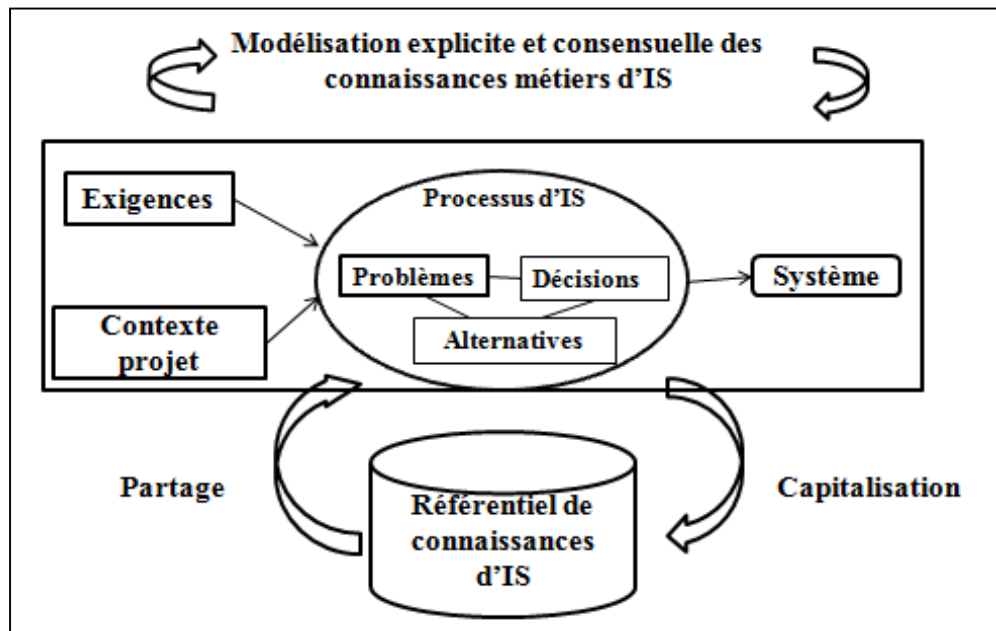 Modélisation explicite et consensuelle des
connaissances métiers d'IS
Exigences
Processus d'IS
Problèmes
Décisions
Système
Contexte
projet
Alternatives
Partage
Référentiel de
connaissances
d'IS
Capitalisation